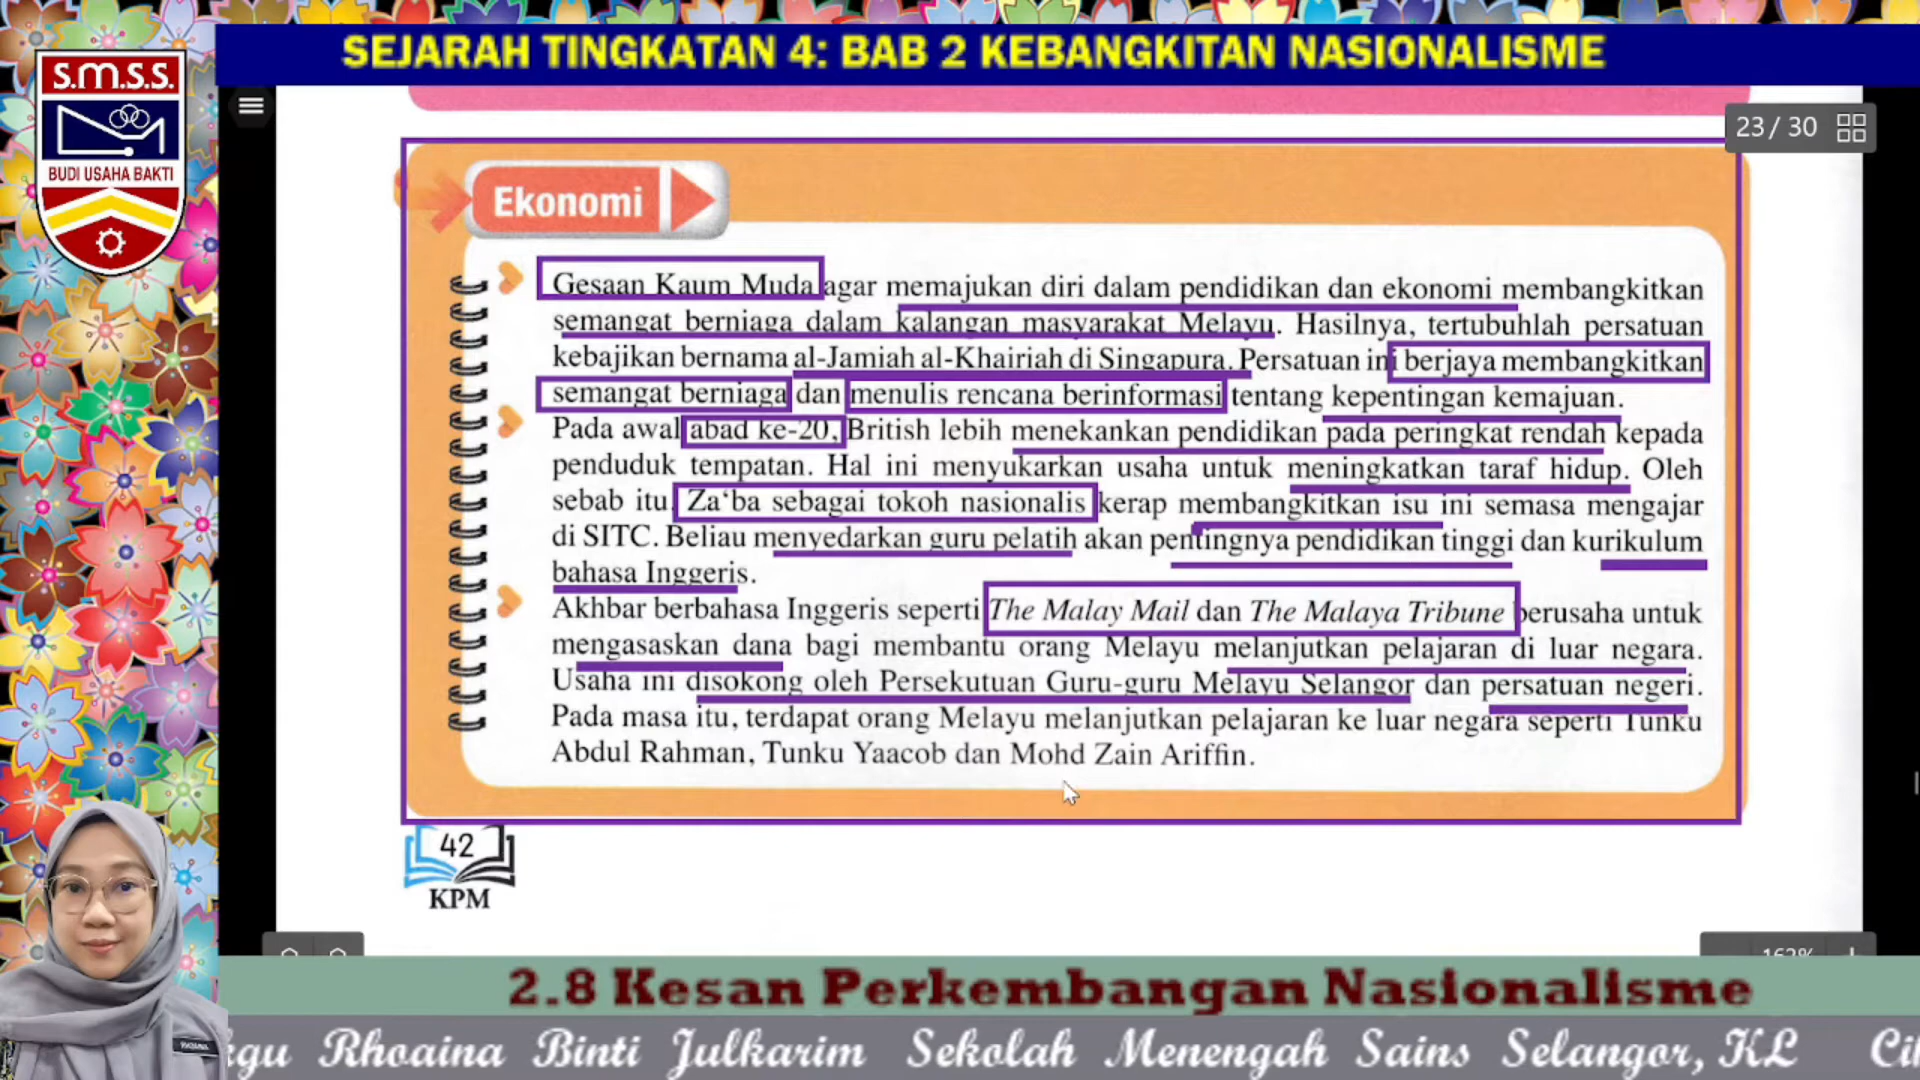 SEJARAH TINGKATAN 4: BAB 2 KEBANGKITAN NASIONALISME
S.M.S.S.
BUDI USAHA BAKTI
23 / 30
Ekonomi
Gesaan Kaum Muda agar memajukan diri dalam pendidikan dan ekonomi membangkitkan
semangat berniaga dalam kalangan masyarakat Melayu. Hasilnya, tertubuhlah persatuan
kebajikan bernama al-Jamiah al-Khairiah di Singapura. Persatuan ini berjaya membangkitkan
semangat berniaga dan menulis rencana berinformasi tentang kepentingan kemajuan.
Pada awal abad ke-20, British lebih menekankan pendidikan pada peringkat rendah kepada
penduduk tempatan. Hal ini menyukarkan usaha untuk meningkatkan taraf hidup. Oleh
sebab itu, Za‘ba sebagai tokoh nasionalis kerap membangkitkan isu ini semasa mengajar
di SITC. Beliau menyedarkan guru pelatih akan pentingnya pendidikan tinggi dan kurikulum
bahasa Inggeris.
Akhbar berbahasa Inggeris seperti The Malay Mail dan The Malaya Tribune berusaha untuk
mengasaskan dana bagi membantu orang Melayu melanjutkan pelajaran di luar negara.
Usaha ini disokong oleh Persekutuan Guru-guru Melayu Selangor dan persatuan negeri.
Pada masa itu, terdapat orang Melayu melanjutkan pelajaran ke luar negara seperti Tunku
Abdul Rahman, Tunku Yaacob dan Mohd Zain Ariffin.
42
KPM
2.8 Kesan Perkembangan Nasionalisme
kgu Rhoaina Binti Julkarim Sekolah Menengah Sains Selangor, KL Cik